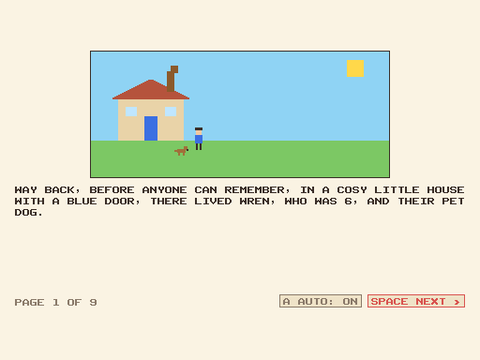 WAY BACK, BEFORE ANYONE CAN REMEMBER, IN A COSY LITTLE HOUSE
WITH A BLUE DOOR, THERE LIVED WREN, WHO WAS 6, AND THEIR PET
DOG.
PAGE 1 OF 9
A AUTO: ON
SPACE NEXT ›